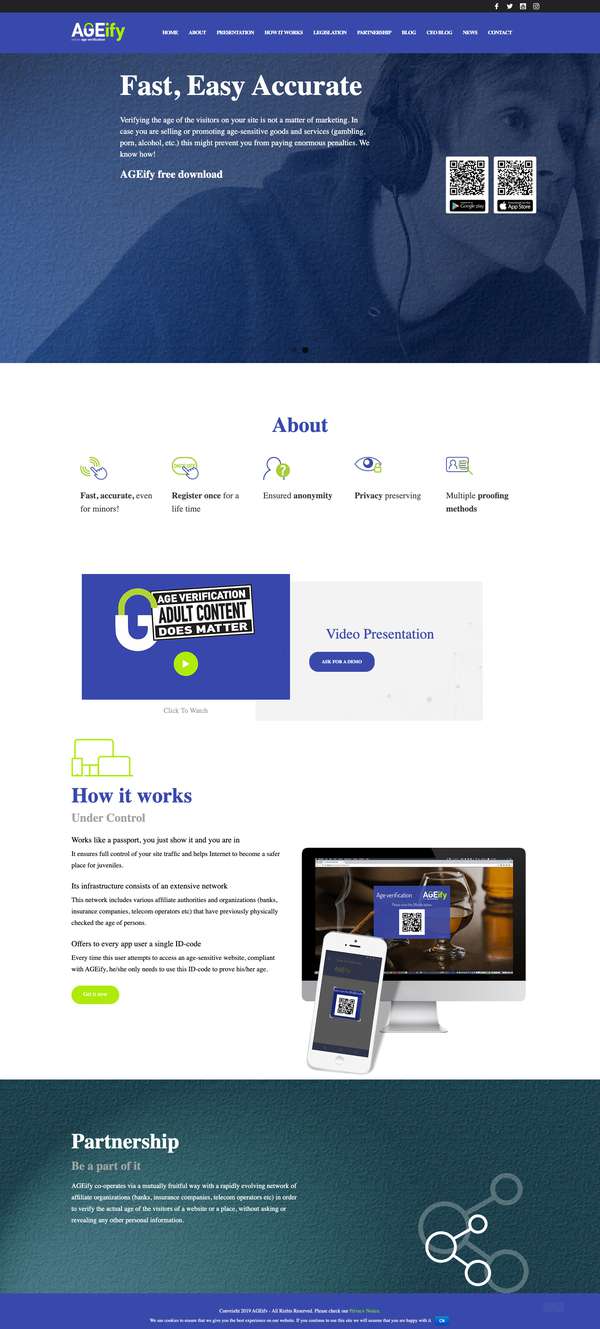 AGEify
online age verification
HOME ABOUT PRESENTATION HOW IT WORKS LEGISLATION PARTNERSHIP BLOG CEO BLOG NEWS CONTACT
Fast, Easy Accurate
Verifying the age of the visitors on your site is not a matter of marketing. In
case you are selling or promoting age-sensitive goods and services (gambling,
porn, alcohol, etc.) this might prevent you from paying enormous penalties. We
know how!
AGEify free download
Google play
App Store
About
Fast, accurate, even
for minors!
Register once for a
life time
Ensured anonymity
Privacy preserving
Multiple proofing
methods
AGE VERIFICATION
ADULT CONTENT
DOES MATTER
Click To Watch
Video Presentation
ASK FOR A DEMO
How it works
Under Control
Works like a passport, you just show it and you are in
It ensures full control of your site traffic and helps Internet to become a safer
place for juveniles.
Its infrastructure consists of an extensive network
This network includes various affiliate authorities and organizations (banks,
insurance companies, telecom operators etc) that have previously physically
checked the age of persons.
Offers to every app user a single ID-code
Every time this user attempts to access an age-sensitive website, compliant
with AGEify, he/she only needs to use this ID-code to prove his/her age.
Get it now
Age verification AGEify
Partnership
Be a part of it
AGEify co-operates via a mutually fruitful way with a rapidly evolving network of
affiliate organizations (banks, insurance companies, telecom operators etc) in order
to verify the actual age of the visitors of a website or a place, without asking or
revealing any other personal information.
Copyright 2019 AGEify - All Rights Reserved. Please check our Privacy Notice.
We use cookies to ensure that we give you the best experience on our website. If you continue to use this site we will assume that you are happy with it. Ok